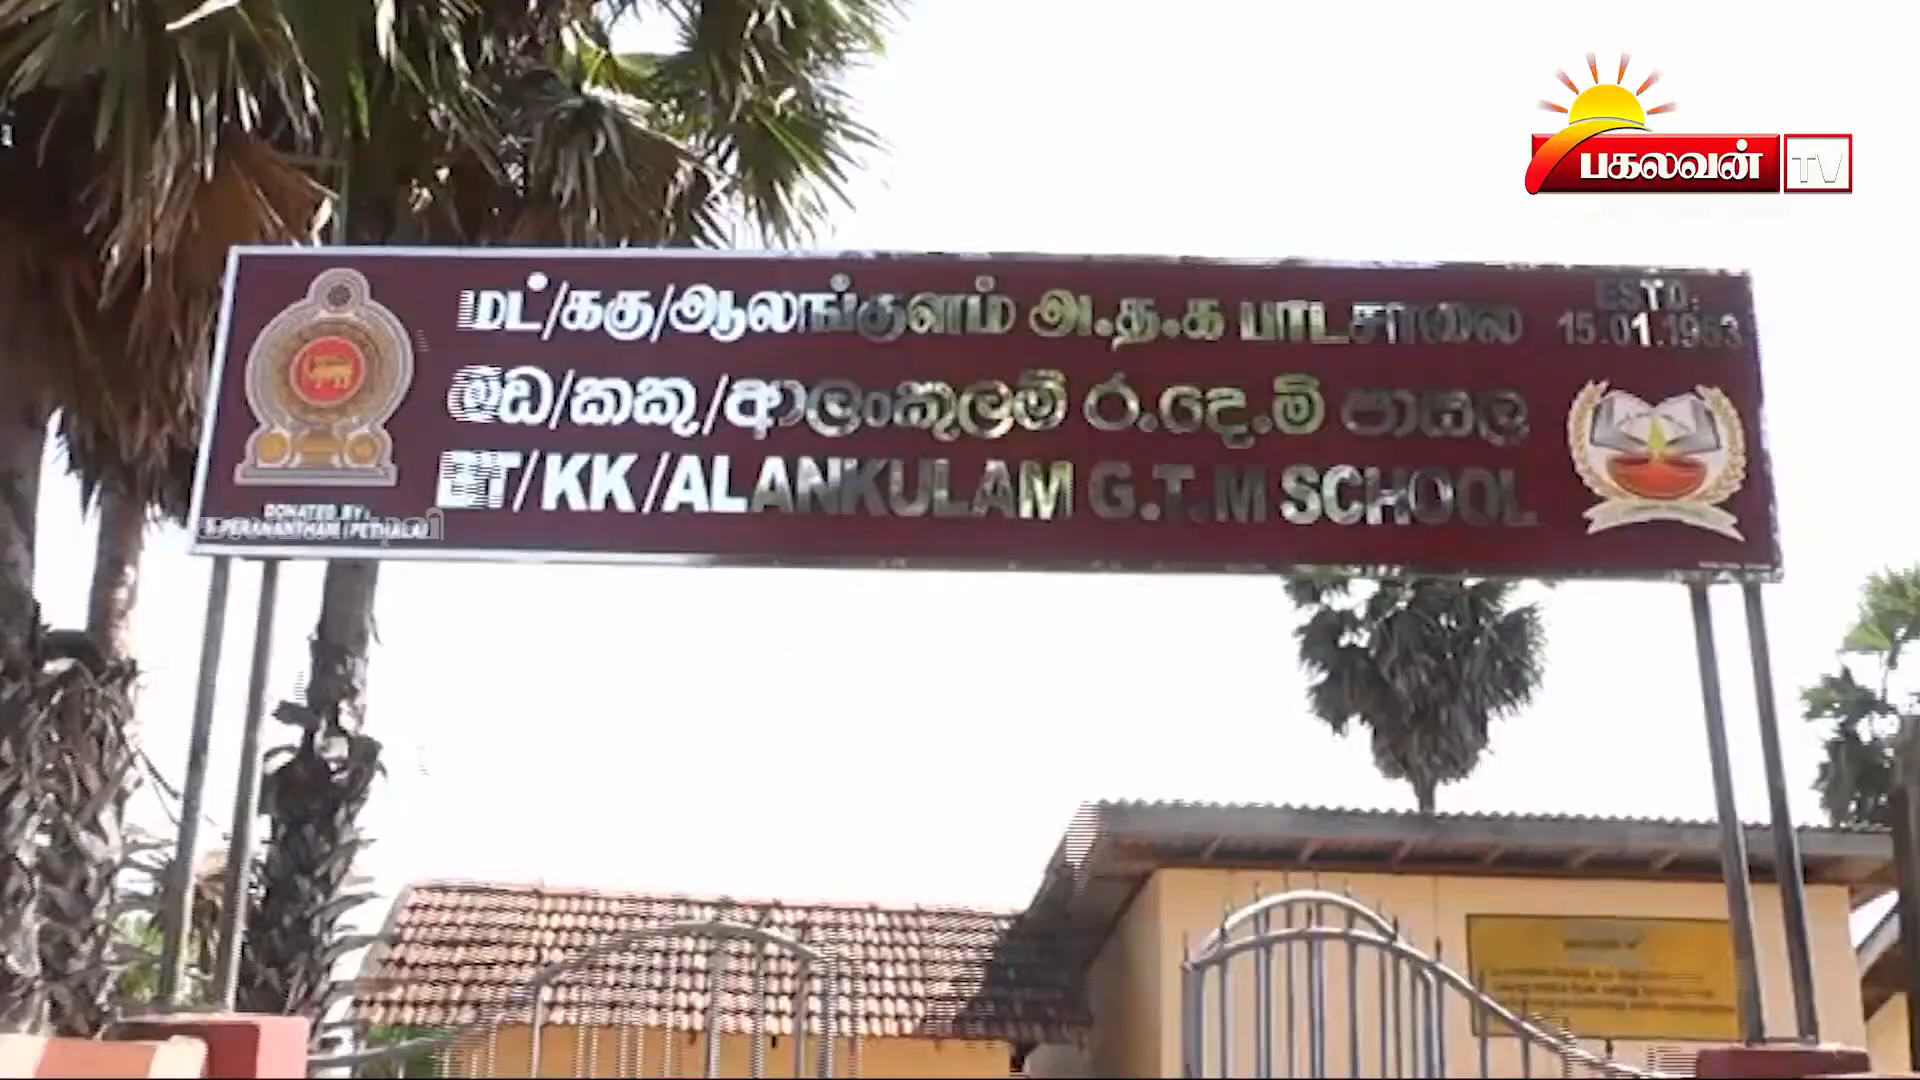 பகலவன் TV
மட்/ககு/ஆலங்குளம் அ.த.க பாடசாலை
ESTD:
15.01.1953
මඩ/කකු/ආලංකුලම් ර.දෙ.මි පාසල
BT/KK/ALANKULAM G.T.M SCHOOL
DONATED BY: